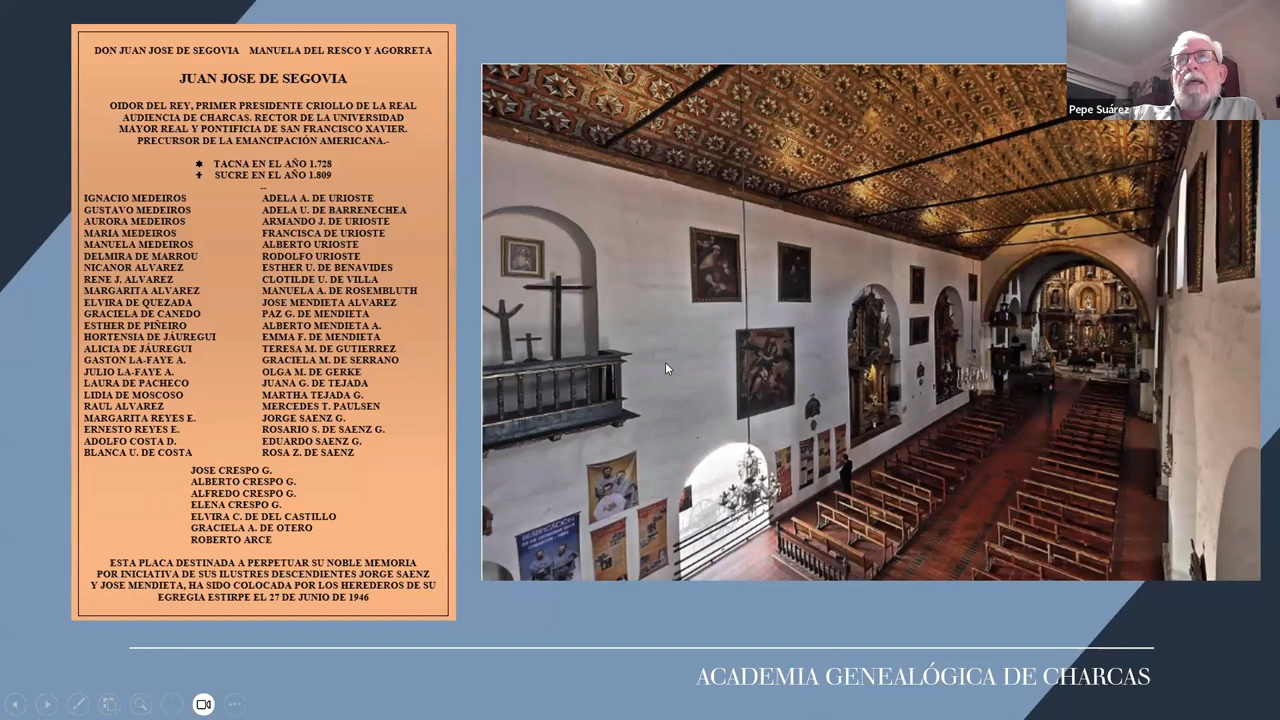 DON JUAN JOSE DE SEGOVIA    MANUELA DEL RESCO Y AGORRETA
JUAN JOSE DE SEGOVIA
OIDOR DEL REY, PRIMER PRESIDENTE CRIOLLO DE LA REAL
AUDIENCIA DE CHARCAS. RECTOR DE LA UNIVERSIDAD
MAYOR REAL Y PONTIFICIA DE SAN FRANCISCO XAVIER.
PRECURSOR DE LA EMANCIPACIÓN AMERICANA.-
✱ TACNA EN EL AÑO 1.728
✝ SUCRE EN EL AÑO 1.809
--
IGNACIO MEDEIROS
GUSTAVO MEDEIROS
AURORA MEDEIROS
MARIA MEDEIROS
MANUELA MEDEIROS
DELMIRA DE MARROU
NICANOR ALVAREZ
RENE J. ALVAREZ
MARGARITA ALVAREZ
ELVIRA DE QUEZADA
GRACIELA DE CANEDO
ESTHER DE PIÑEIRO
HORTENSIA DE JÁUREGUI
ALICIA DE JÁUREGUI
GASTON LA-FAYE A.
JULIO LA-FAYE A.
LAURA DE PACHECO
LIDIA DE MOSCOSO
RAUL ALVAREZ
MARGARITA REYES E.
ERNESTO REYES E.
ADOLFO COSTA D.
BLANCA U. DE COSTA
ADELA A. DE URIOSTE
ADELA U. DE BARRENECHEA
ARMANDO J. DE URIOSTE
FRANCISCA DE URIOSTE
ALBERTO URIOSTE
RODOLFO URIOSTE
ESTHER U. DE BENAVIDES
CLOTILDE U. DE VILLA
MANUELA A. DE ROSEMBLUTH
JOSE MENDIETA ALVAREZ
PAZ G. DE MENDIETA
ALBERTO MENDIETA A.
EMMA F. DE MENDIETA
TERESA M. DE GUTIERREZ
GRACIELA M. DE SERRANO
OLGA M. DE GERKE
JUANA G. DE TEJADA
MARTHA TEJADA G.
MERCEDES T. PAULSEN
JORGE SAENZ G.
ROSARIO S. DE SAENZ G.
EDUARDO SAENZ G.
ROSA Z. DE SAENZ
JOSE CRESPO G.
ALBERTO CRESPO G.
ALFREDO CRESPO G.
ELENA CRESPO G.
ELVIRA C. DE DEL CASTILLO
GRACIELA A. DE OTERO
ROBERTO ARCE
ESTA PLACA DESTINADA A PERPETUAR SU NOBLE MEMORIA
POR INICIATIVA DE SUS ILUSTRES DESCENDIENTES JORGE SAENZ
Y JOSE MENDIETA, HA SIDO COLOCADA POR LOS HEREDEROS DE SU
EGREGIA ESTIRPE EL 27 DE JUNIO DE 1946
Pepe Suárez
BEATIFICACION
ACADEMIA GENEALÓGICA DE CHARCAS